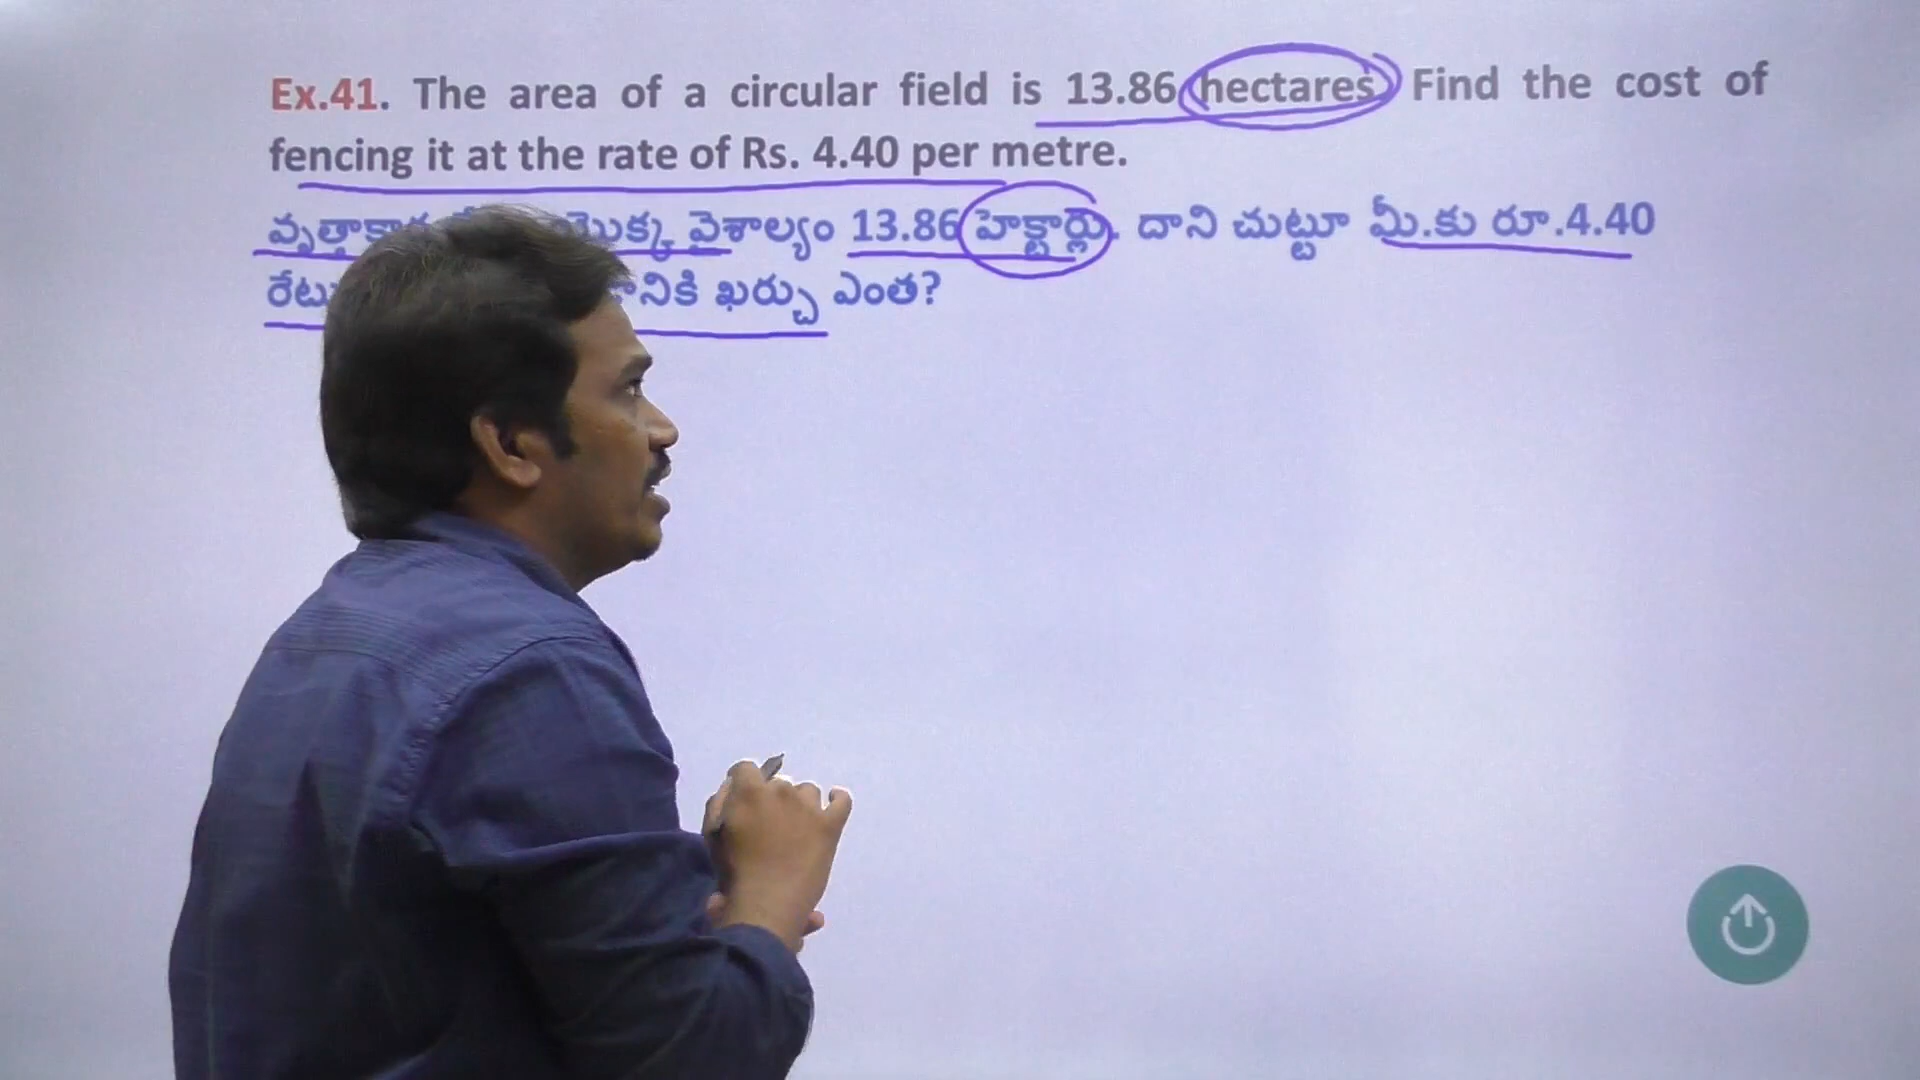 Ex.41. The area of a circular field is 13.86 hectares. Find the cost of
fencing it at the rate of Rs. 4.40 per metre.
యొక్క వైశాల్యం 13.86 హెక్టార్లు. దాని చుట్టూ మీ.కు రూ.4.40
ఖర్చు ఎంత?